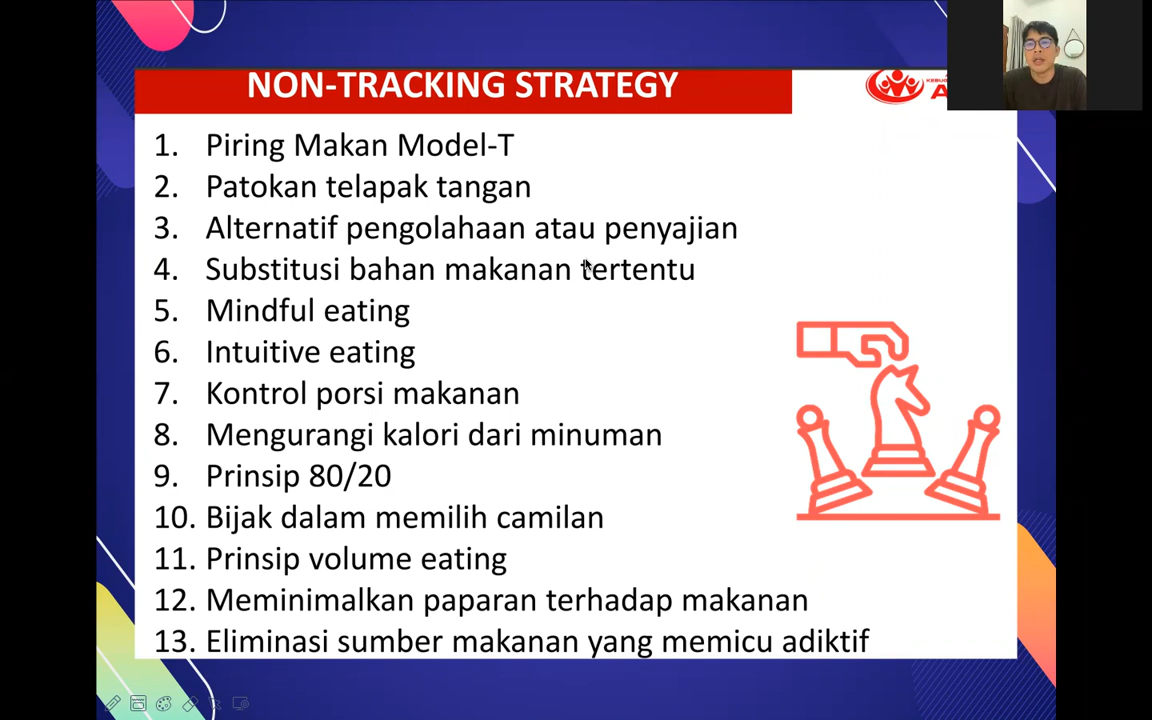 NON-TRACKING STRATEGY
1. Piring Makan Model-T
2. Patokan telapak tangan
3. Alternatif pengolahaan atau penyajian
4. Substitusi bahan makanan tertentu
5. Mindful eating
6. Intuitive eating
7. Kontrol porsi makanan
8. Mengurangi kalori dari minuman
9. Prinsip 80/20
10. Bijak dalam memilih camilan
11. Prinsip volume eating
12. Meminimalkan paparan terhadap makanan
13. Eliminasi sumber makanan yang memicu adiktif